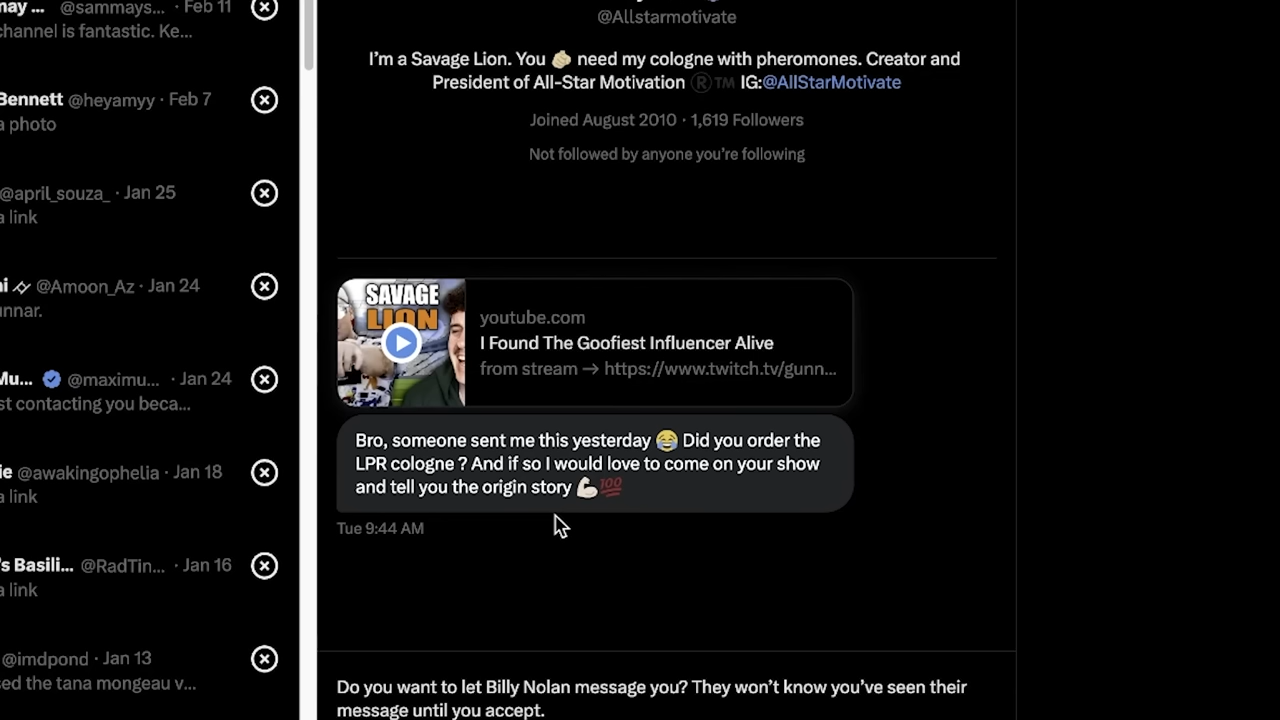 may ... @sammays... · Feb 11
channel is fantastic. Ke...
Bennett @heyamyy · Feb 7
a photo
@april_souza_ · Jan 25
a link
@Amoon_Az · Jan 24
unnar.
Mu... @maximu... · Jan 24
st contacting you beca...
ie @awakingophelia · Jan 18
a link
's Basili... @RadTin... · Jan 16
a link
@imdpond · Jan 13
sed the tana mongeau v...
@Allstarmotivate
I'm a Savage Lion. You 🫵🏼 need my cologne with pheromones. Creator and
President of All-Star Motivation ®️™️ IG:@AllStarMotivate
Joined August 2010 · 1,619 Followers
Not followed by anyone you're following
SAVAGE
LION
youtube.com
I Found The Goofiest Influencer Alive
from stream → https://www.twitch.tv/gunn...
Bro, someone sent me this yesterday 😂 Did you order the
LPR cologne ? And if so I would love to come on your show
and tell you the origin story 💪🏻💯
Tue 9:44 AM
Do you want to let Billy Nolan message you? They won't know you've seen their
message until you accept.